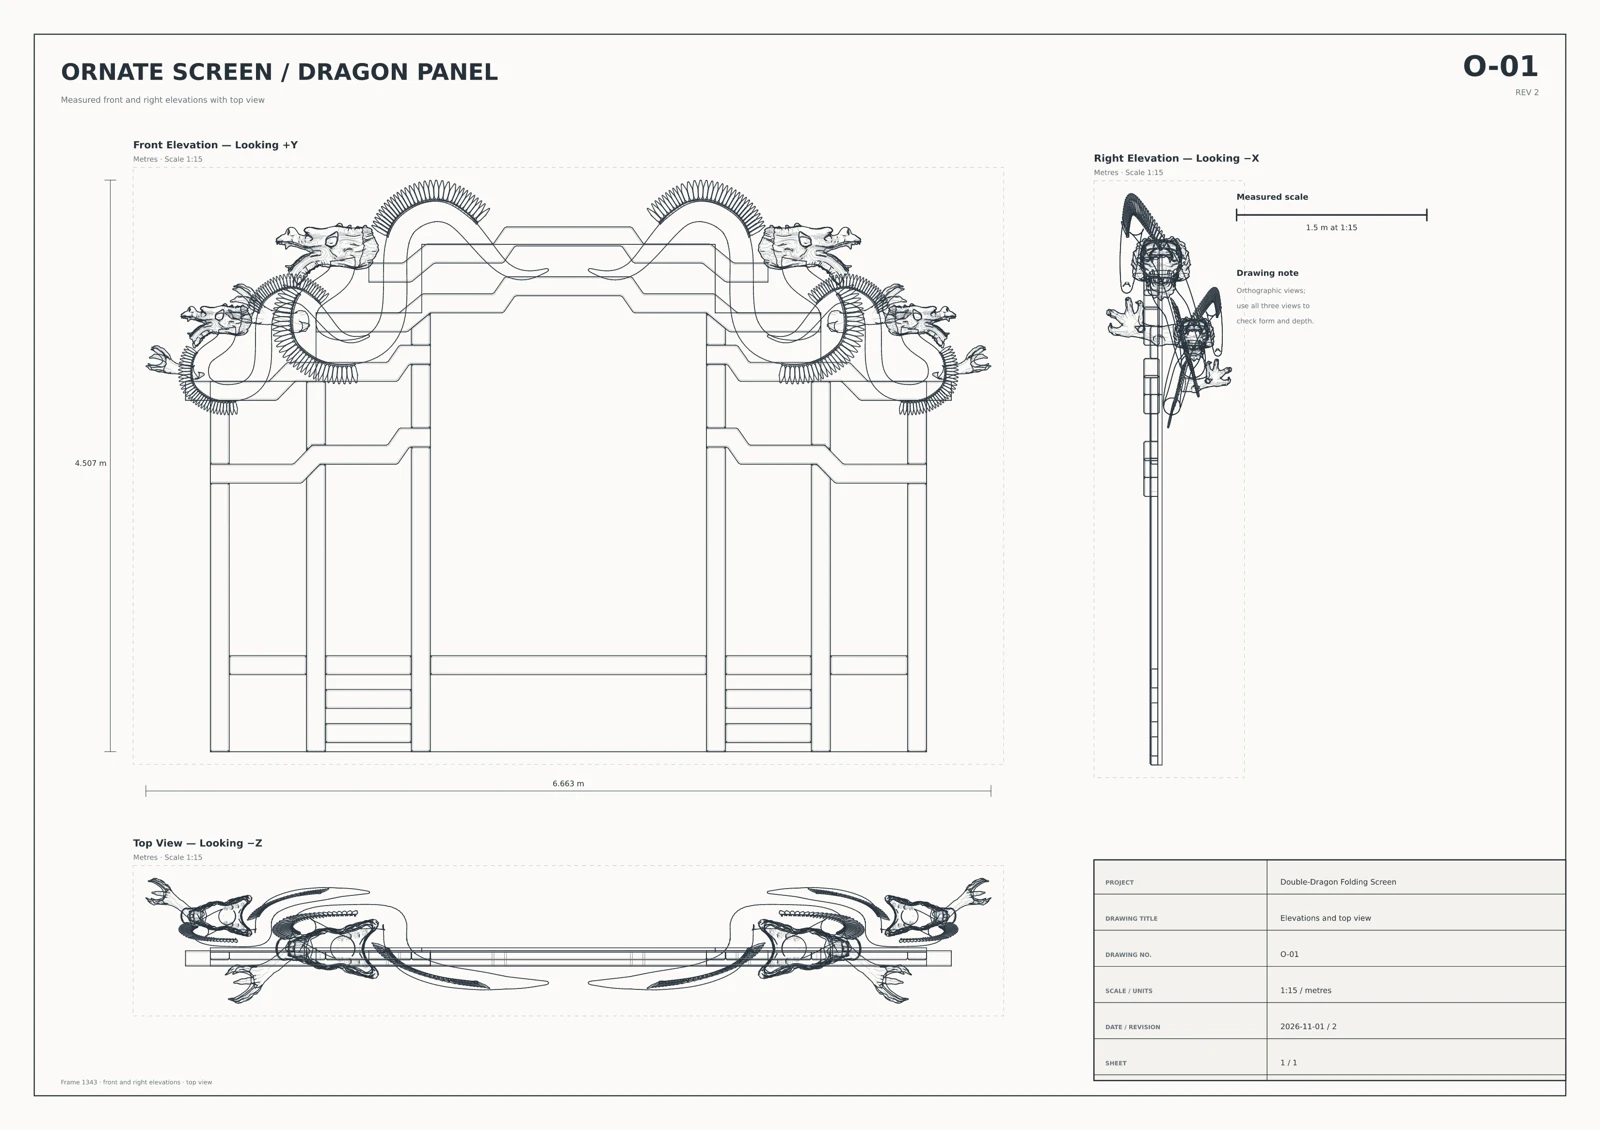 ORNATE SCREEN / DRAGON PANEL
Measured front and right elevations with top view
O-01
REV 2
Front Elevation — Looking +Y
Metres · Scale 1:15
4.507 m
6.663 m
Right Elevation — Looking −X
Metres · Scale 1:15
Measured scale
1.5 m at 1:15
Drawing note
Orthographic views;
use all three views to
check form and depth.
Top View — Looking −Z
Metres · Scale 1:15
PROJECT Double-Dragon Folding Screen
DRAWING TITLE Elevations and top view
DRAWING NO. O-01
SCALE / UNITS 1:15 / metres
DATE / REVISION 2026-11-01 / 2
SHEET 1 / 1
Frame 1343 · front and right elevations · top view